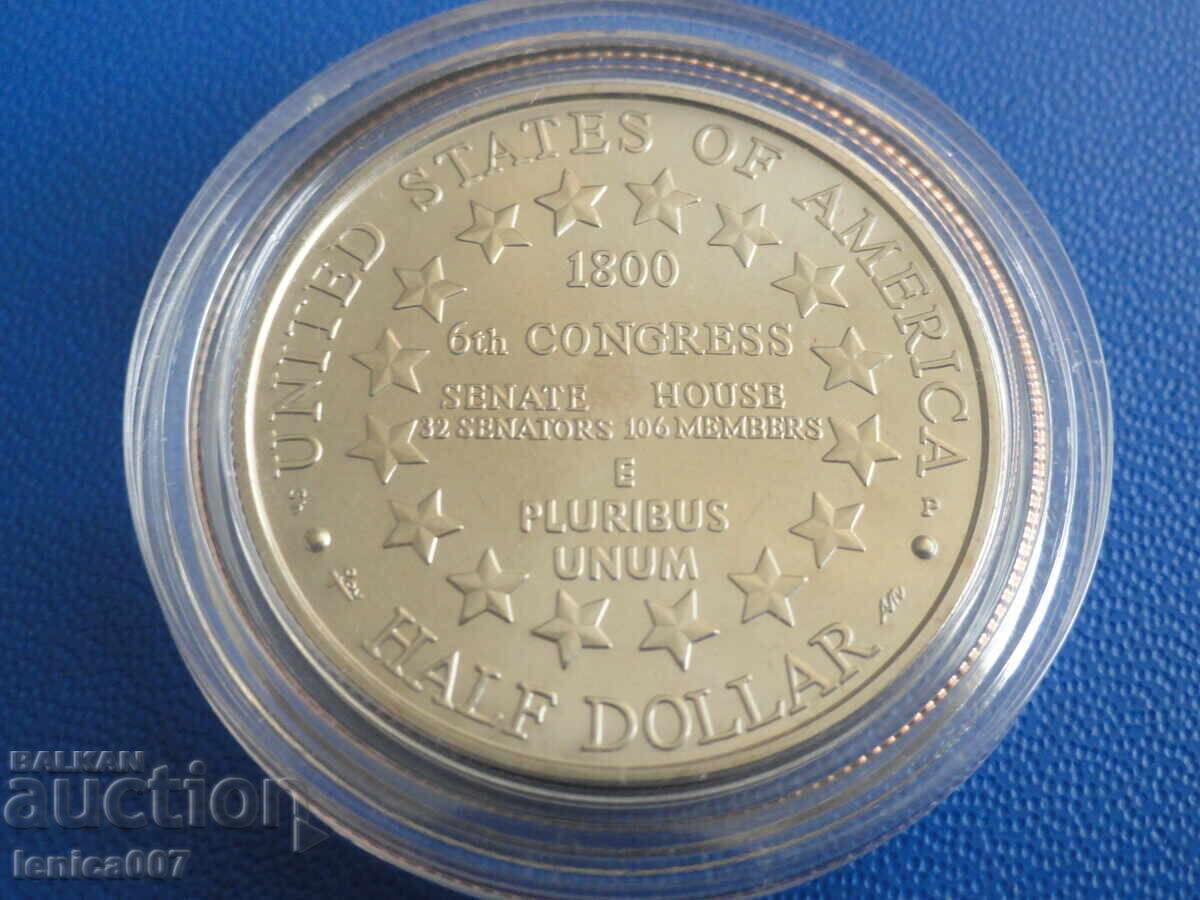 UNITED STATES OF AMERICA
1800
6th CONGRESS
SENATE HOUSE
32 SENATORS 106 MEMBERS
E
PLURIBUS
UNUM
P
HALF DOLLAR
BALKAN
auction
lenica007